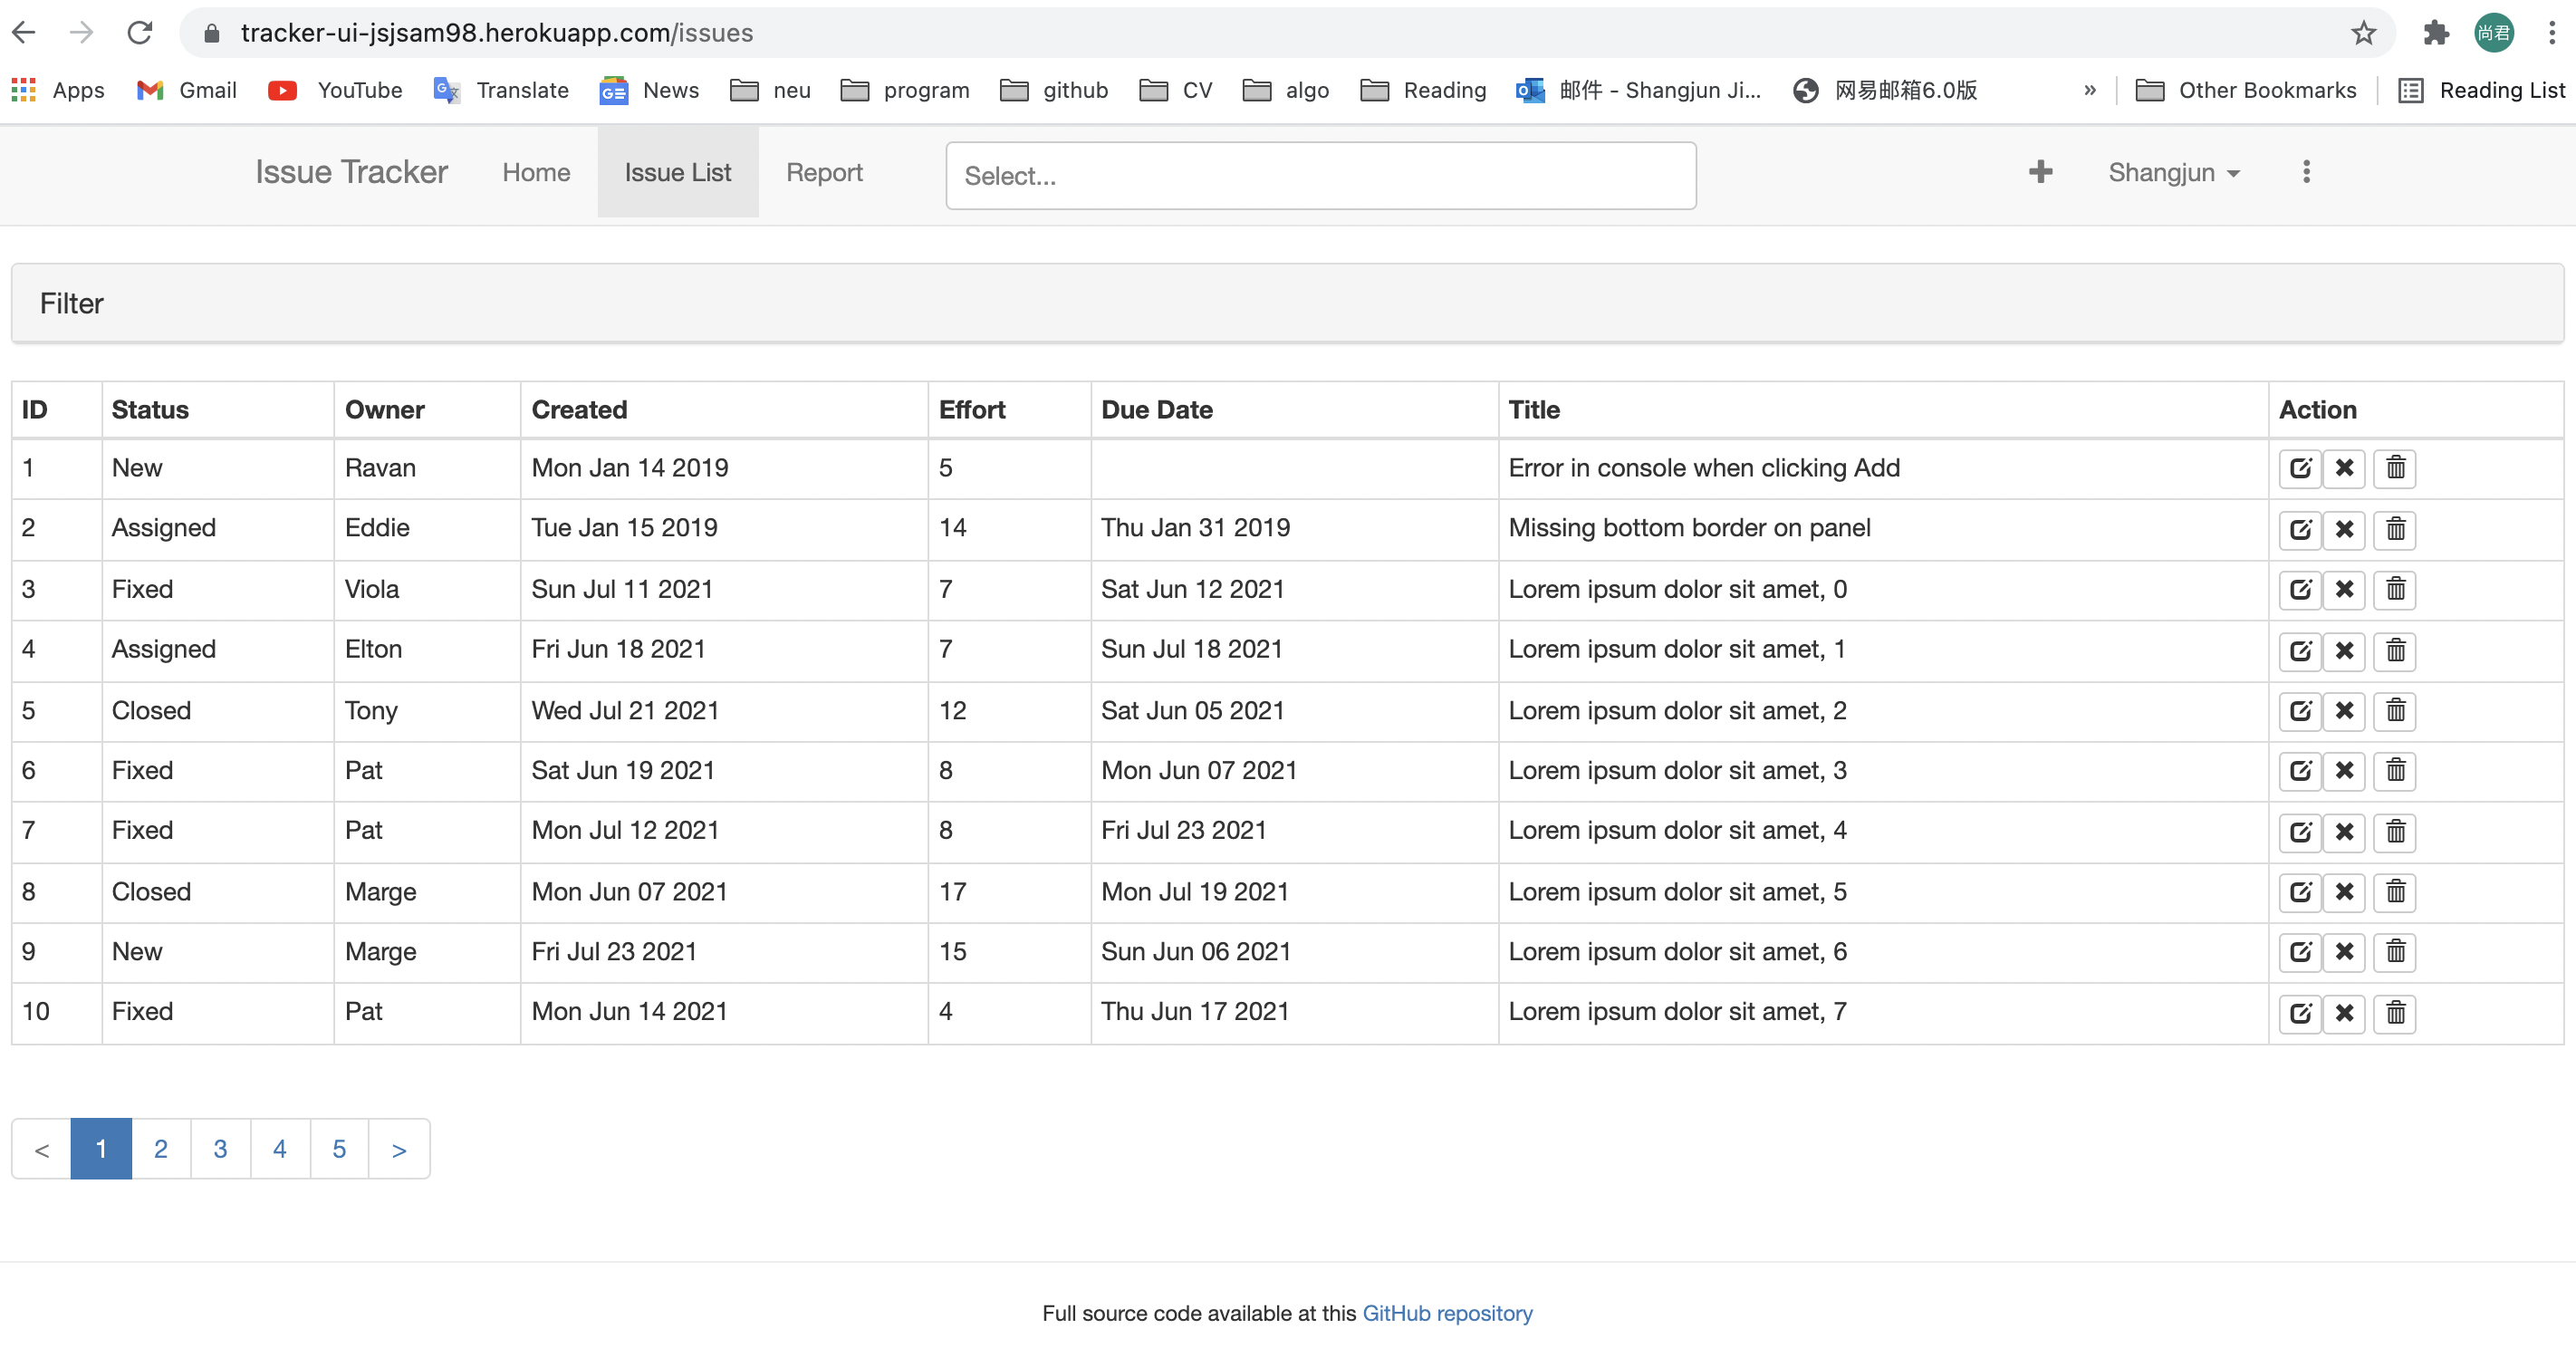 tracker-ui-jsjsam98.herokuapp.com/issues 尚君
Apps Gmail YouTube Translate News neu program github CV algo Reading 邮件 - Shangjun Ji... 网易邮箱6.0版 » Other Bookmarks Reading List
Issue Tracker Home Issue List Report Select... Shangjun
Filter
ID Status Owner Created Effort Due Date Title Action
1 New Ravan Mon Jan 14 2019 5 Error in console when clicking Add
2 Assigned Eddie Tue Jan 15 2019 14 Thu Jan 31 2019 Missing bottom border on panel
3 Fixed Viola Sun Jul 11 2021 7 Sat Jun 12 2021 Lorem ipsum dolor sit amet, 0
4 Assigned Elton Fri Jun 18 2021 7 Sun Jul 18 2021 Lorem ipsum dolor sit amet, 1
5 Closed Tony Wed Jul 21 2021 12 Sat Jun 05 2021 Lorem ipsum dolor sit amet, 2
6 Fixed Pat Sat Jun 19 2021 8 Mon Jun 07 2021 Lorem ipsum dolor sit amet, 3
7 Fixed Pat Mon Jul 12 2021 8 Fri Jul 23 2021 Lorem ipsum dolor sit amet, 4
8 Closed Marge Mon Jun 07 2021 17 Mon Jul 19 2021 Lorem ipsum dolor sit amet, 5
9 New Marge Fri Jul 23 2021 15 Sun Jun 06 2021 Lorem ipsum dolor sit amet, 6
10 Fixed Pat Mon Jun 14 2021 4 Thu Jun 17 2021 Lorem ipsum dolor sit amet, 7
< 1 2 3 4 5 >
Full source code available at this GitHub repository